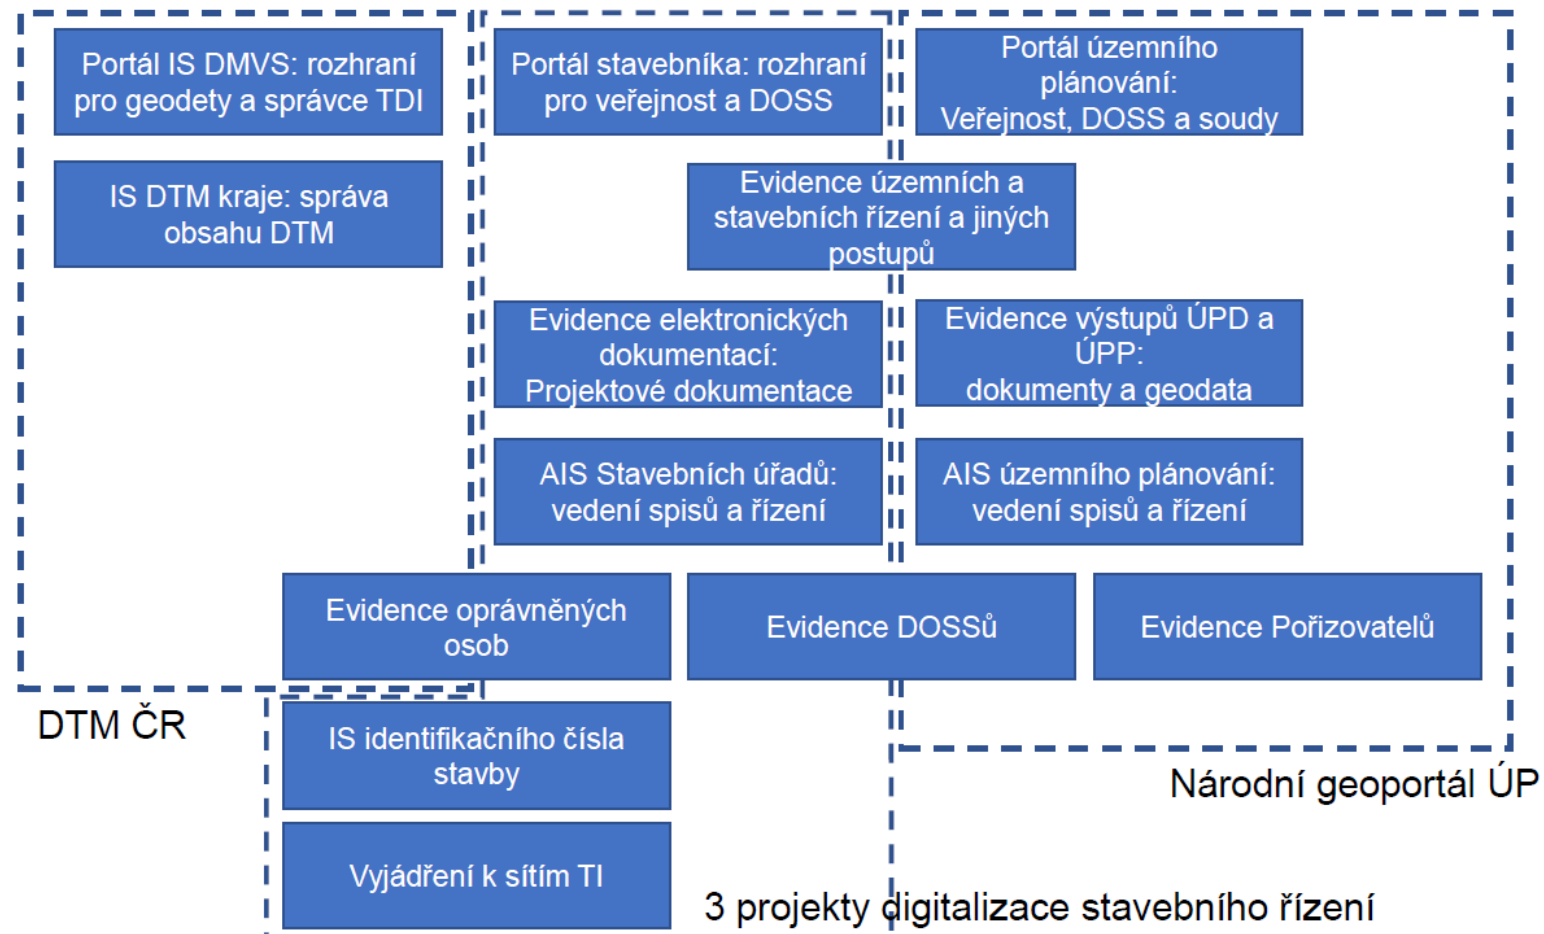 Portál IS DMVS: rozhraní
pro geodety a správce TDI
Portál stavebníka: rozhraní
pro veřejnost a DOSS
Portál územního
plánování:
Veřejnost, DOSS a soudy
IS DTM kraje: správa
obsahu DTM
Evidence územních a
stavebních řízení a jiných
postupů
Evidence elektronických
dokumentací:
Projektové dokumentace
Evidence výstupů ÚPD a
ÚPP:
dokumenty a geodata
AIS Stavebních úřadů:
vedení spisů a řízení
AIS územního plánování:
vedení spisů a řízení
Evidence oprávněných
osob
Evidence DOSSů
Evidence Pořizovatelů
DTM ČR
IS identifikačního čísla
stavby
Národní geoportál ÚP
Vyjádření k sítím TI
3 projekty digitalizace stavebního řízení